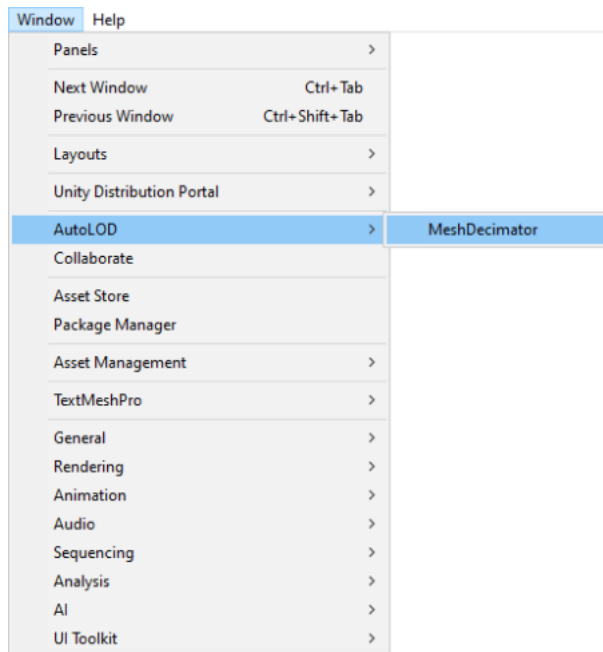 Window Help
Panels >
Next Window Ctrl+Tab
Previous Window Ctrl+Shift+Tab
Layouts >
Unity Distribution Portal >
AutoLOD > MeshDecimator
Collaborate
Asset Store
Package Manager
Asset Management >
TextMeshPro >
General >
Rendering >
Animation >
Audio >
Sequencing >
Analysis >
AI >
UI Toolkit >